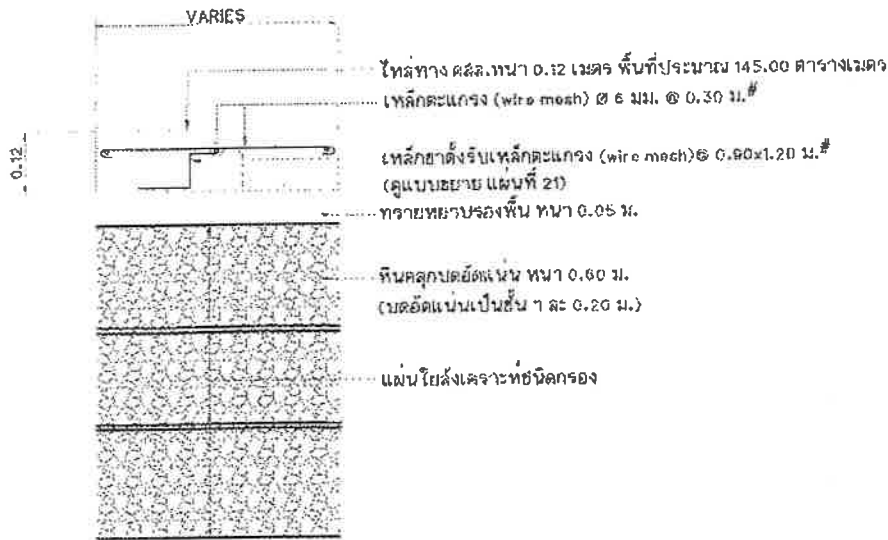 VARIES
ไหล่ทาง คสล.หนา 0.12 เมตร พื้นที่ประมาณ 145.00 ตารางเมตร
เหล็กตะแกรง (wire mesh) Ø 6 มม. @ 0.30 ม.#
0.12
เหล็กขาตั้งรับเหล็กตะแกรง (wire mesh)@ 0.90x1.20 ม.#
(ดูแบบขยาย แผ่นที่ 21)
ทรายหยาบรองพื้น หนา 0.05 ม.
หินคลุกบดอัดแน่น หนา 0.60 ม.
(บดอัดแน่นเป็นชั้น ๆ ละ 0.20 ม.)
แผ่นใยสังเคราะห์ชนิดกรอง